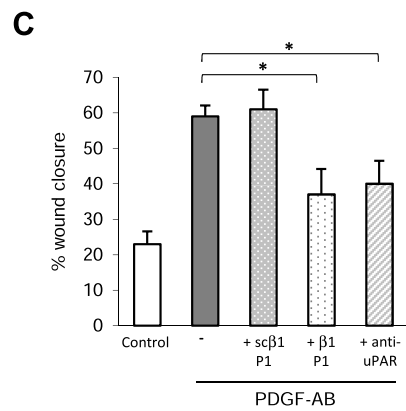 C
*
*
% wound closure
70
60
50
40
30
20
10
0
Control
-
+ scβ1
P1
+ β1
P1
+ anti-
uPAR
PDGF-AB